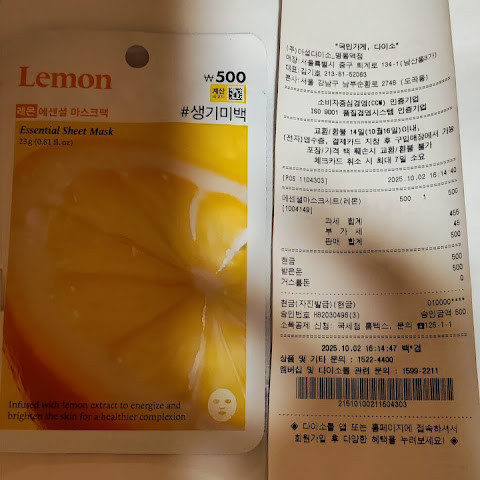 Lemon
₩500
계산
레몬 에센셜 마스크팩
#생기미백
Essential Sheet Mask
23g (0.81 fl.oz)
Infused with lemon extract to energize and
brighten the skin for a healthier complexion
"국민가게, 다이소"
(주)아성다이소_명동역점
매장:서울특별시 중구 퇴계로 134-1(남산동2가)
대표:김기호 213-81-52063
본사:서울 강남구 남부순환로 2748 (도곡동)
소비자중심경영(CCM) 인증기업
ISO 9001 품질경영시스템 인증기업
교환/환불 14일(10월16일)이내,
(전자)영수증, 결제카드 지참 후 구입매장에서 가능
포장/가격 택 훼손시 교환/환불 불가
체크카드 취소 시 최대 7일 소요
[POS 1104303] 2025.10.02 16:14:40
에센셜마스크시트(레몬) 500 1 500
[1004149]
과세 합계 455
부 가 세 45
판매 합계 500
현금 500
받은돈 500
거스름돈 0
현금(자진발급)(현금) 010000****
승인번호 HB2030496(3) 승인금액 500
소득공제 신청: 국세청 홀텍스, 문의 ☎126-1-1
2025.10.02 16:14:47 백*겸
상품 및 기타 문의 : 1522-4400
멤버십 및 다이소몰 관련 문의 : 1599-2211
2151010021 1604303
◈ 다이소몰 앱 또는 홈페이지에 접속하셔서
회원가입 후 다양한 혜택을 누려보세요! ◈